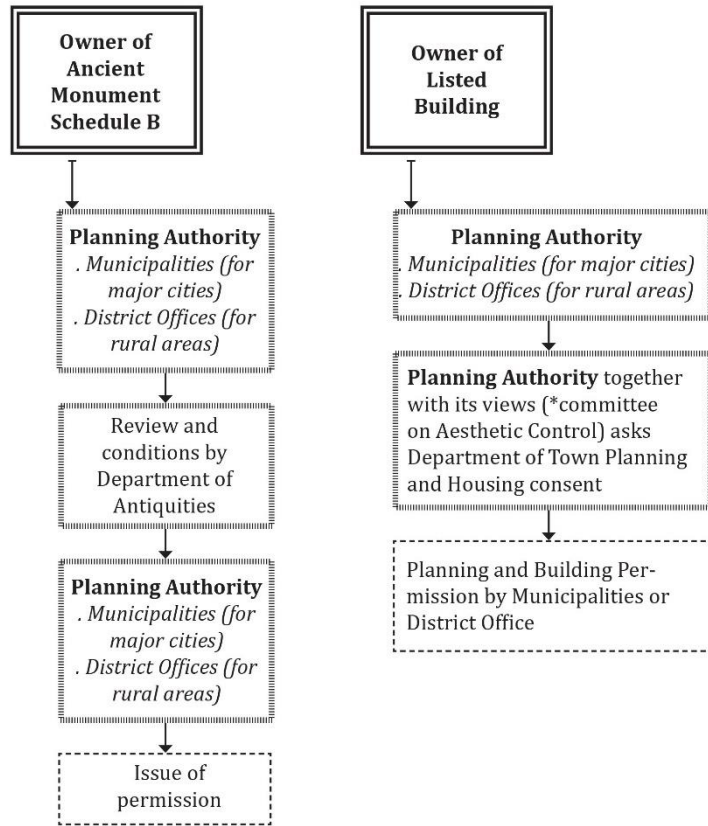 Owner of
Ancient
Monument
Schedule B
Planning Authority
. Municipalities (for
major cities)
. District Offices (for
rural areas)
Review and
conditions by
Department of
Antiquities
Planning Authority
. Municipalities (for
major cities)
. District Offices (for
rural areas)
Issue of
permission
Owner of
Listed
Building
Planning Authority
. Municipalities (for major cities)
. District Offices (for rural areas)
Planning Authority together
with its views (*committee
on Aesthetic Control) asks
Department of Town Planning
and Housing consent
Planning and Building Per-
mission by Municipalities or
District Office